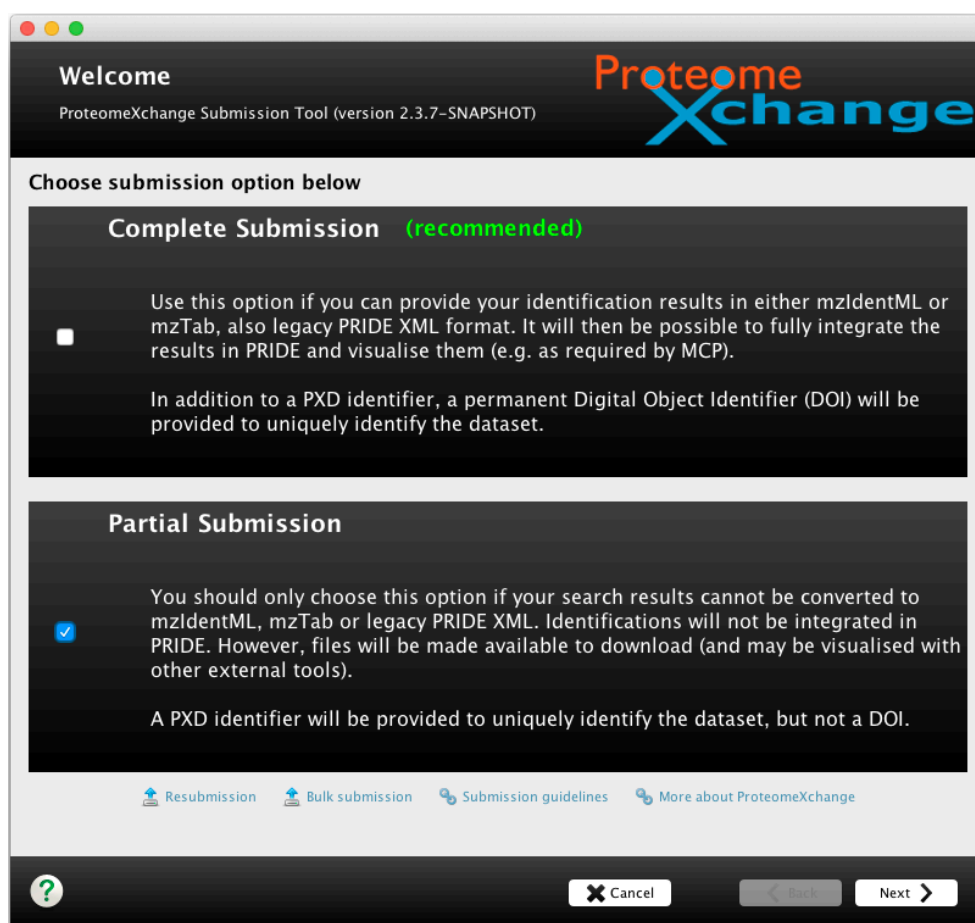 Welcome
ProteomeXchange Submission Tool (version 2.3.7-SNAPSHOT)
Proteome
Xchange
Choose submission option below
Complete Submission (recommended)
Use this option if you can provide your identification results in either mzIdentML or
mzTab, also legacy PRIDE XML format. It will then be possible to fully integrate the
results in PRIDE and visualise them (e.g. as required by MCP).
In addition to a PXD identifier, a permanent Digital Object Identifier (DOI) will be
provided to uniquely identify the dataset.
Partial Submission
You should only choose this option if your search results cannot be converted to
mzIdentML, mzTab or legacy PRIDE XML. Identifications will not be integrated in
PRIDE. However, files will be made available to download (and may be visualised with
other external tools).
A PXD identifier will be provided to uniquely identify the dataset, but not a DOI.
Resubmission Bulk submission Submission guidelines More about ProteomeXchange
? Cancel Back Next